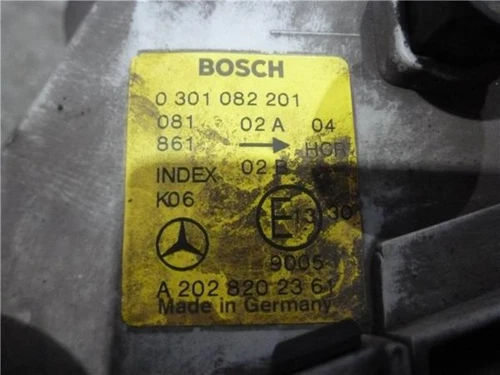 BOSCH
0 301 082 201
081 02 A 04
861 → HCR
INDEX 02 B
K06
E 13 30
9005
A 202 820 23 61
Made in Germany